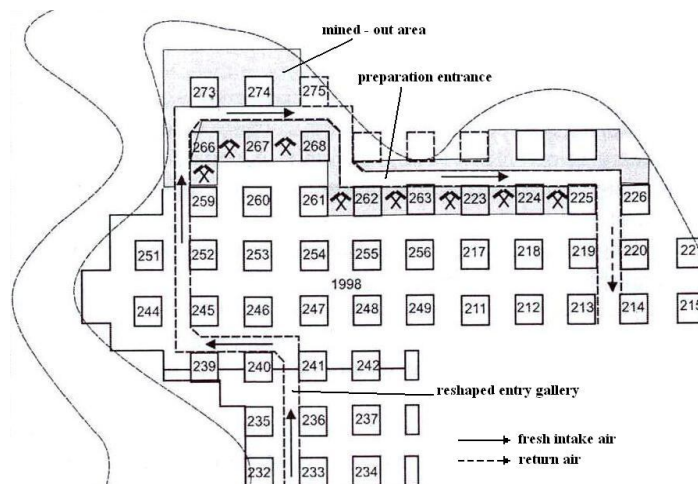 mined - out area
preparation entrance
273 274 275
266 267 268
259 260 261 262 263 223 224 225 226
251 252 253 254 255 256 217 218 219 220 22
1998
244 245 246 247 248 249 211 212 213 214 215
239 240 241 242
reshaped entry gallery
235 236 237
fresh intake air
return air
232 233 234